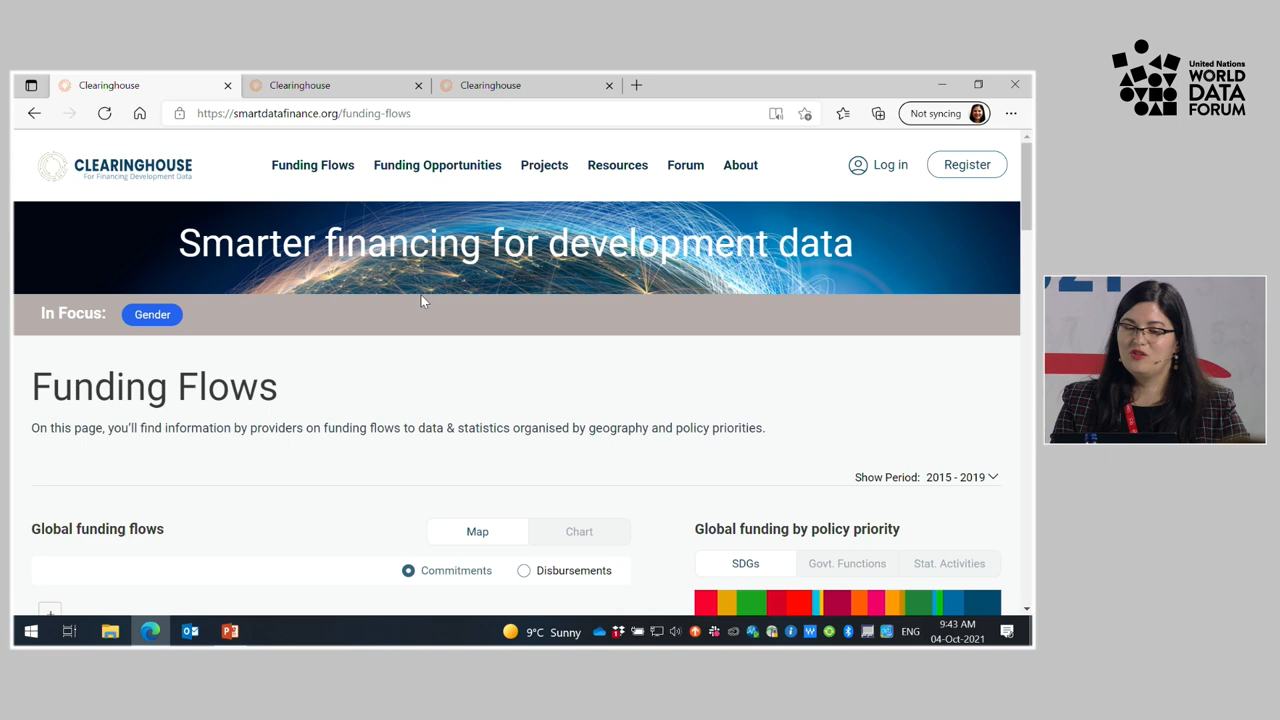 Clearinghouse
Clearinghouse
Clearinghouse
https://smartdatafinance.org/funding-flows
Not syncing
CLEARINGHOUSE
For Financing Development Data
Funding Flows
Funding Opportunities
Projects
Resources
Forum
About
Log in
Register
Smarter financing for development data
In Focus:
Gender
Funding Flows
On this page, you'll find information by providers on funding flows to data & statistics organised by geography and policy priorities.
Show Period: 2015 - 2019
Global funding flows
Map
Chart
Commitments
Disbursements
Global funding by policy priority
SDGs
Govt. Functions
Stat. Activities
9°C Sunny
ENG
9:43 AM
04-Oct-2021
United Nations
WORLD
DATA
FORUM